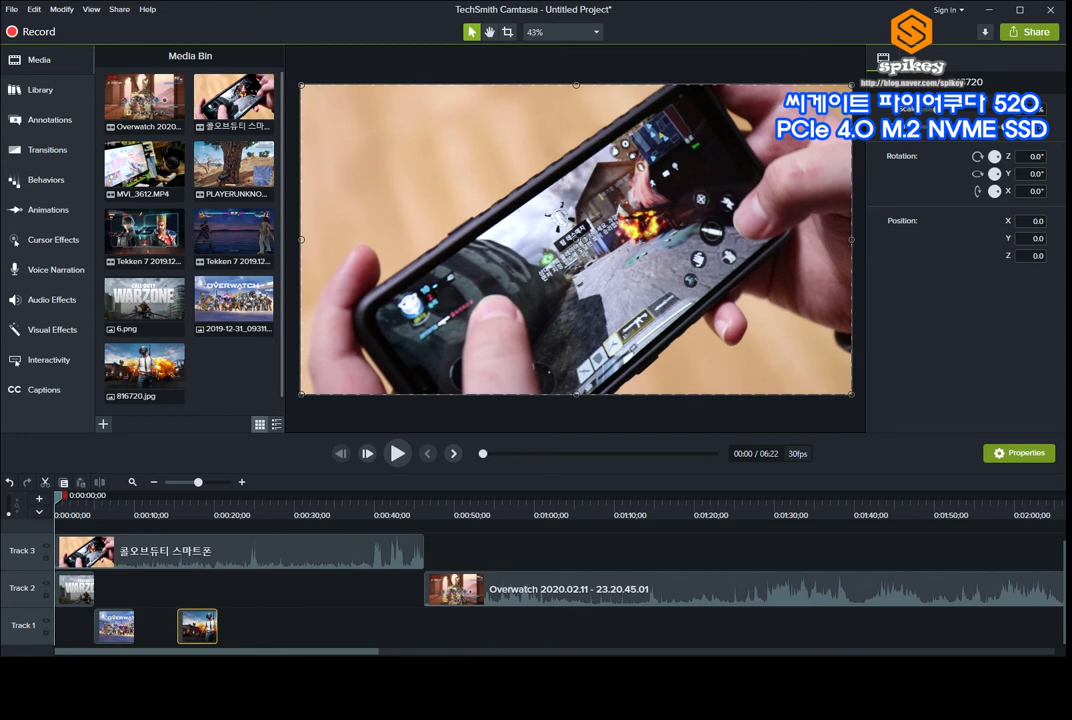 File Edit Modify View Share Help
TechSmith Camtasia - Untitled Project*
Sign In
Record
43%
Share
spikey
http://blog.naver.com/spikey
씨게이트 파이어쿠다 520
PCIe 4.0 M.2 NVME SSD
Media
Library
Annotations
Transitions
Behaviors
Animations
Cursor Effects
Voice Narration
Audio Effects
Visual Effects
Interactivity
CC Captions
Media Bin
Overwatch 2020...
콜오브듀티 스마...
MVI_3612.MP4
PLAYERUNKNO...
Tekken 7 2019.12...
Tekken 7 2019.12...
CALL OF DUTY
WARZONE
OVERWATCH
6.png
2019-12-31_09311...
816720.jpg
Rotation:
Z 0.0°
Y 0.0°
X 0.0°
Position:
X 0.0
Y 0.0
Z 0.0
00:00 / 06:22 30fps
Properties
0:00:00;00
0:00:00;00 0:00:10;00 0:00:20;00 0:00:30;00 0:00:40;00 0:00:50;00 0:01:00;00 0:01:10;00 0:01:20;00 0:01:30;00 0:01:40;00 0:01:50;00 0:02:00;00
Track 3
콜오브듀티 스마트폰
Track 2
Overwatch 2020.02.11 - 23.20.45.01
Track 1